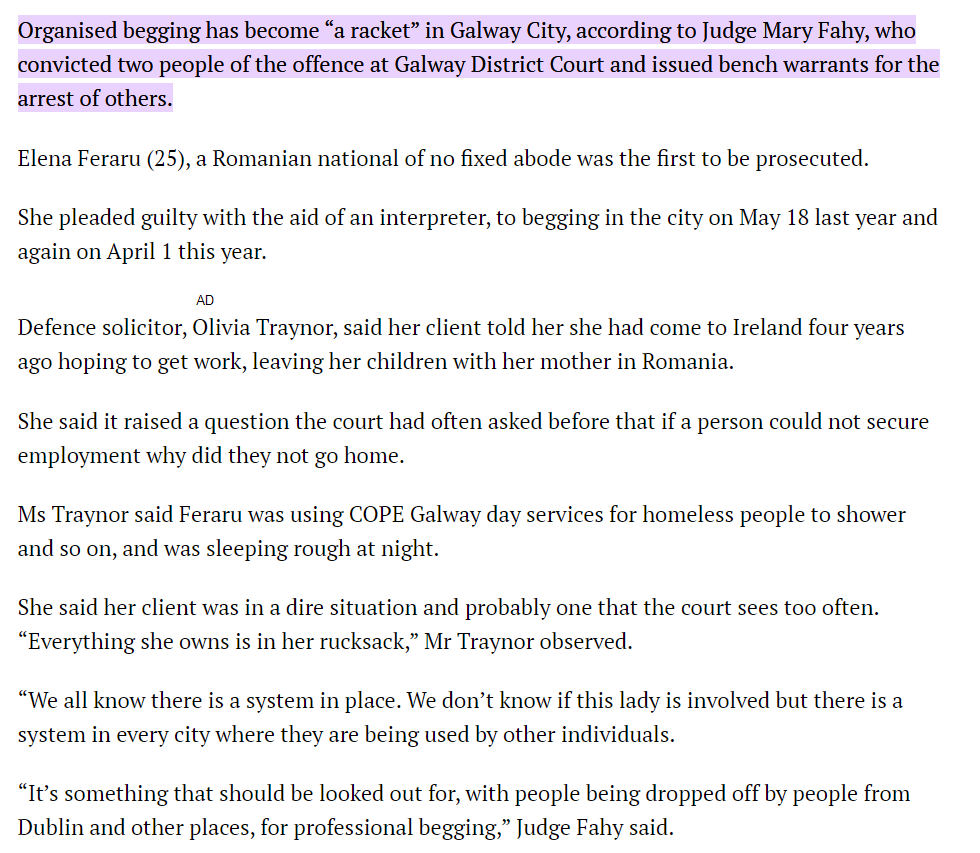 Organised begging has become “a racket” in Galway City, according to Judge Mary Fahy, who
convicted two people of the offence at Galway District Court and issued bench warrants for the
arrest of others.
Elena Feraru (25), a Romanian national of no fixed abode was the first to be prosecuted.
She pleaded guilty with the aid of an interpreter, to begging in the city on May 18 last year and
again on April 1 this year.
AD
Defence solicitor, Olivia Traynor, said her client told her she had come to Ireland four years
ago hoping to get work, leaving her children with her mother in Romania.
She said it raised a question the court had often asked before that if a person could not secure
employment why did they not go home.
Ms Traynor said Feraru was using COPE Galway day services for homeless people to shower
and so on, and was sleeping rough at night.
She said her client was in a dire situation and probably one that the court sees too often.
“Everything she owns is in her rucksack,” Mr Traynor observed.
“We all know there is a system in place. We don’t know if this lady is involved but there is a
system in every city where they are being used by other individuals.
“It’s something that should be looked out for, with people being dropped off by people from
Dublin and other places, for professional begging,” Judge Fahy said.